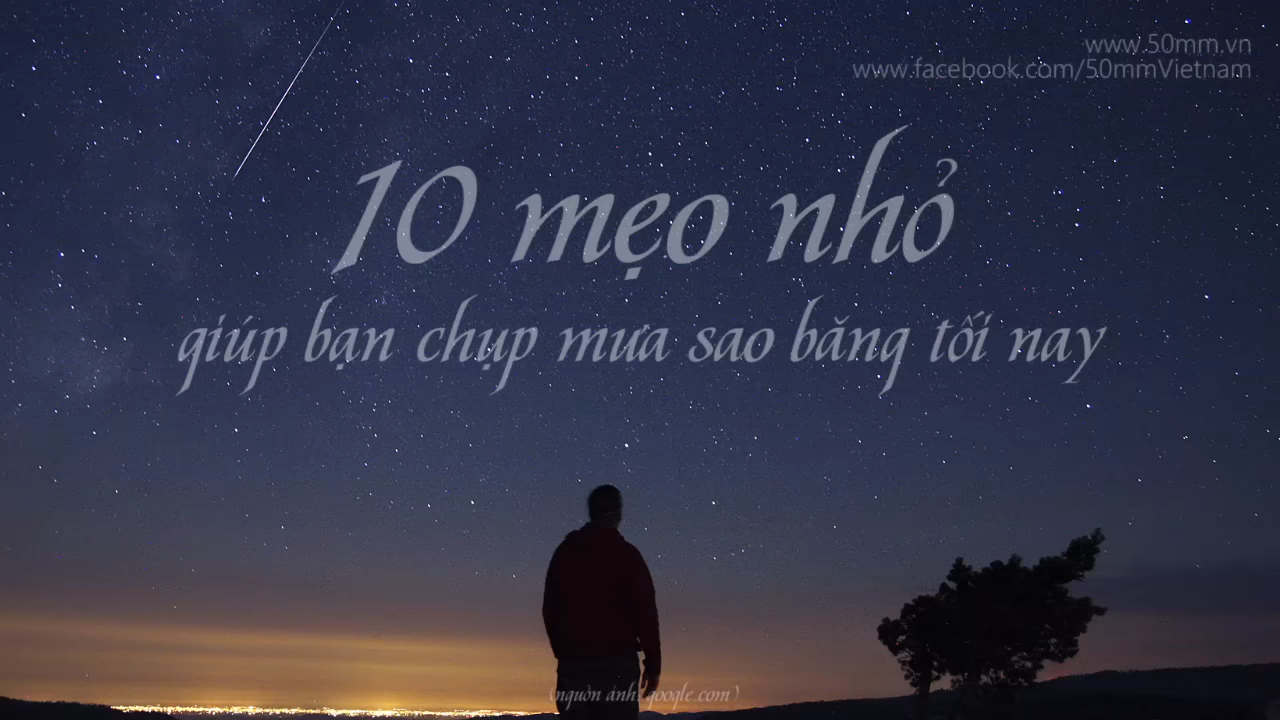 www.50mm.vn
www.facebook.com/50mmVietnam
10 mẹo nhỏ
giúp bạn chụp mưa sao băng tối nay
(nguồn ảnh: google.com)